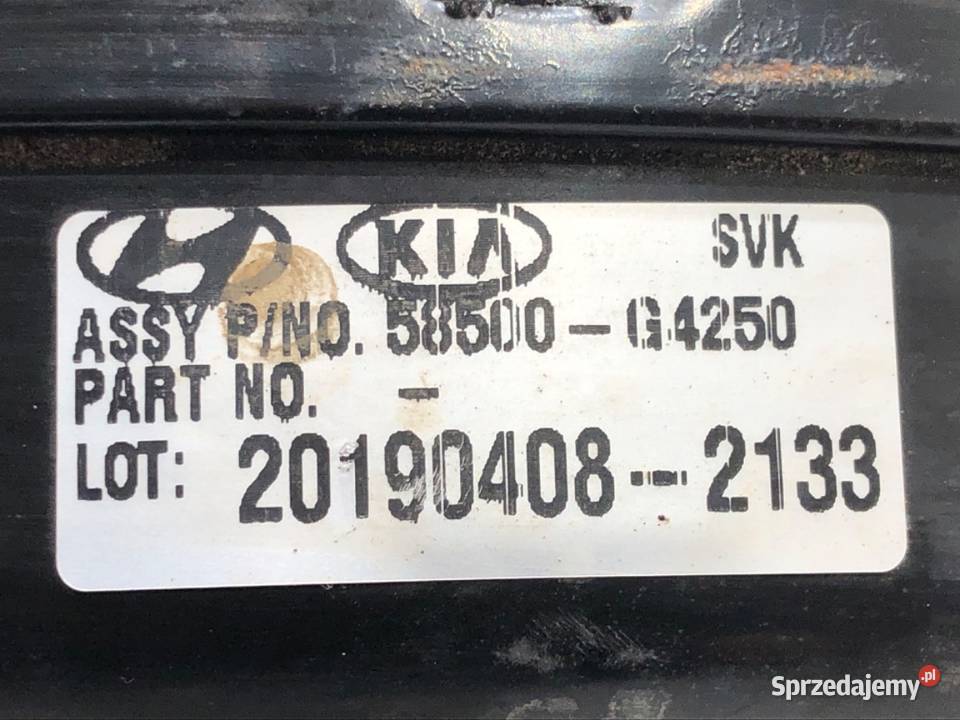 KIA SVK
ASSY P/NO. 58500-G4250
PART NO. -
LOT: 20190408-2133
Sprzedajemy.pl